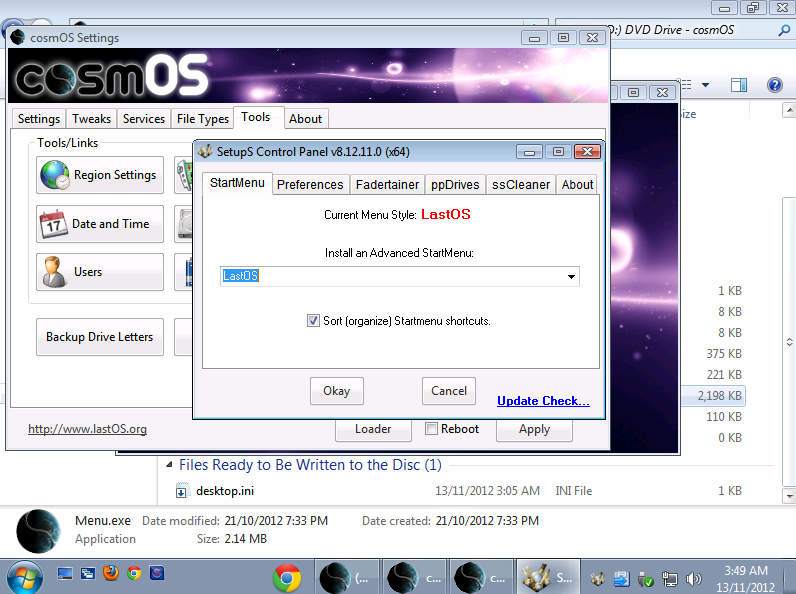 cosmOS Settings
:) DVD Drive - cosmOS
cosmOS
Settings Tweaks Services File Types Tools About
Size
Tools/Links
Region Settings
Date and Time
Users
Backup Drive Letters
SetupS Control Panel v8.12.11.0 (x64)
StartMenu Preferences Fadertainer ppDrives ssCleaner About
Current Menu Style: LastOS
Install an Advanced StartMenu:
LastOS
Sort (organize) Startmenu shortcuts.
Okay Cancel Update Check...
1 KB
8 KB
8 KB
375 KB
221 KB
2,198 KB
110 KB
0 KB
http://www.lastOS.org
Loader Reboot Apply
Files Ready to Be Written to the Disc (1)
desktop.ini 13/11/2012 3:05 AM INI File 1 KB
Menu.exe Date modified: 21/10/2012 7:33 PM Date created: 21/10/2012 7:33 PM
Application Size: 2.14 MB
(... c... c... S...
3:49 AM
13/11/2012